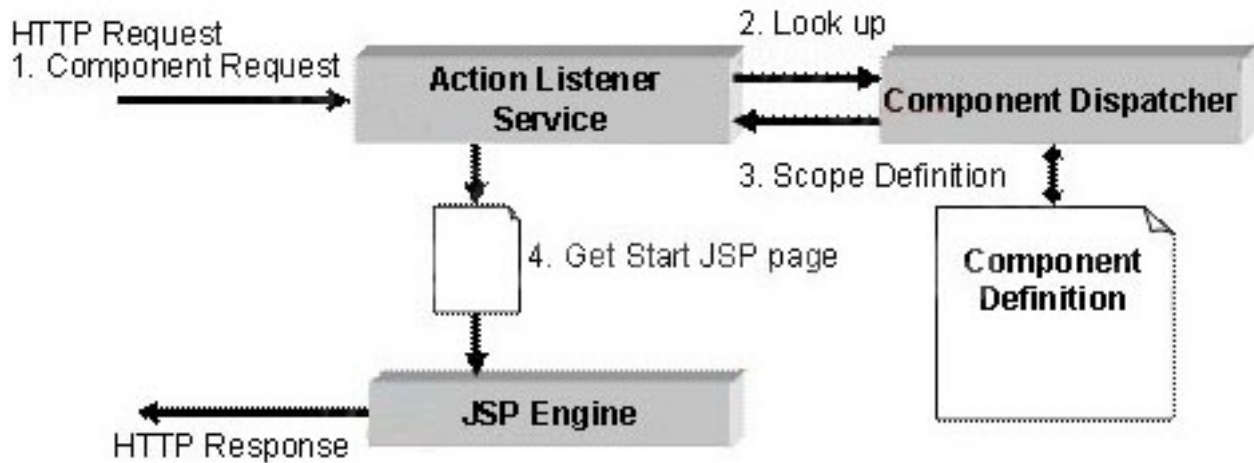 HTTP Request
1. Component Request
Action Listener
Service
2. Look up
Component Dispatcher
3. Scope Definition
Component
Definition
4. Get Start JSP page
JSP Engine
HTTP Response